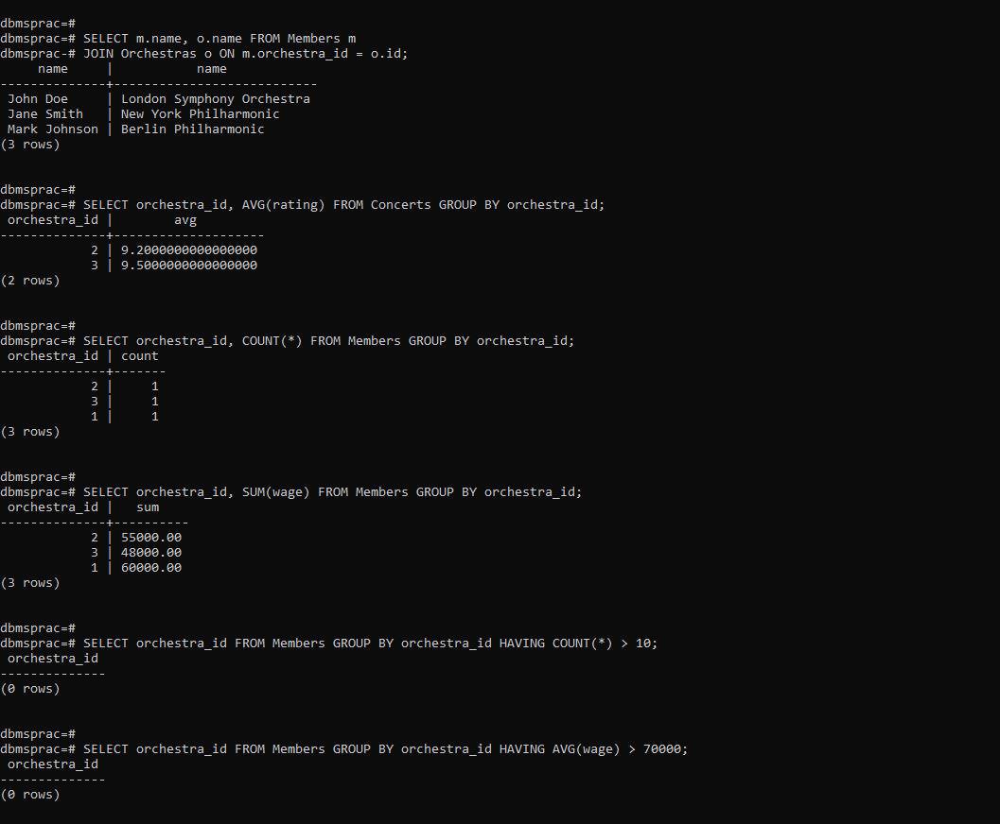 dbmsprac=#
dbmsprac=# SELECT m.name, o.name FROM Members m
dbmsprac-# JOIN Orchestras o ON m.orchestra_id = o.id;
     name     |           name
--------------+---------------------------
 John Doe     | London Symphony Orchestra
 Jane Smith   | New York Philharmonic
 Mark Johnson | Berlin Philharmonic
(3 rows)
dbmsprac=#
dbmsprac=# SELECT orchestra_id, AVG(rating) FROM Concerts GROUP BY orchestra_id;
 orchestra_id |        avg
--------------+--------------------
            2 | 9.2000000000000000
            3 | 9.5000000000000000
(2 rows)
dbmsprac=#
dbmsprac=# SELECT orchestra_id, COUNT(*) FROM Members GROUP BY orchestra_id;
 orchestra_id | count
--------------+-------
            2 |     1
            3 |     1
            1 |     1
(3 rows)
dbmsprac=#
dbmsprac=# SELECT orchestra_id, SUM(wage) FROM Members GROUP BY orchestra_id;
 orchestra_id |   sum
--------------+----------
            2 | 55000.00
            3 | 48000.00
            1 | 60000.00
(3 rows)
dbmsprac=#
dbmsprac=# SELECT orchestra_id FROM Members GROUP BY orchestra_id HAVING COUNT(*) > 10;
 orchestra_id
--------------
(0 rows)
dbmsprac=#
dbmsprac=# SELECT orchestra_id FROM Members GROUP BY orchestra_id HAVING AVG(wage) > 70000;
 orchestra_id
--------------
(0 rows)